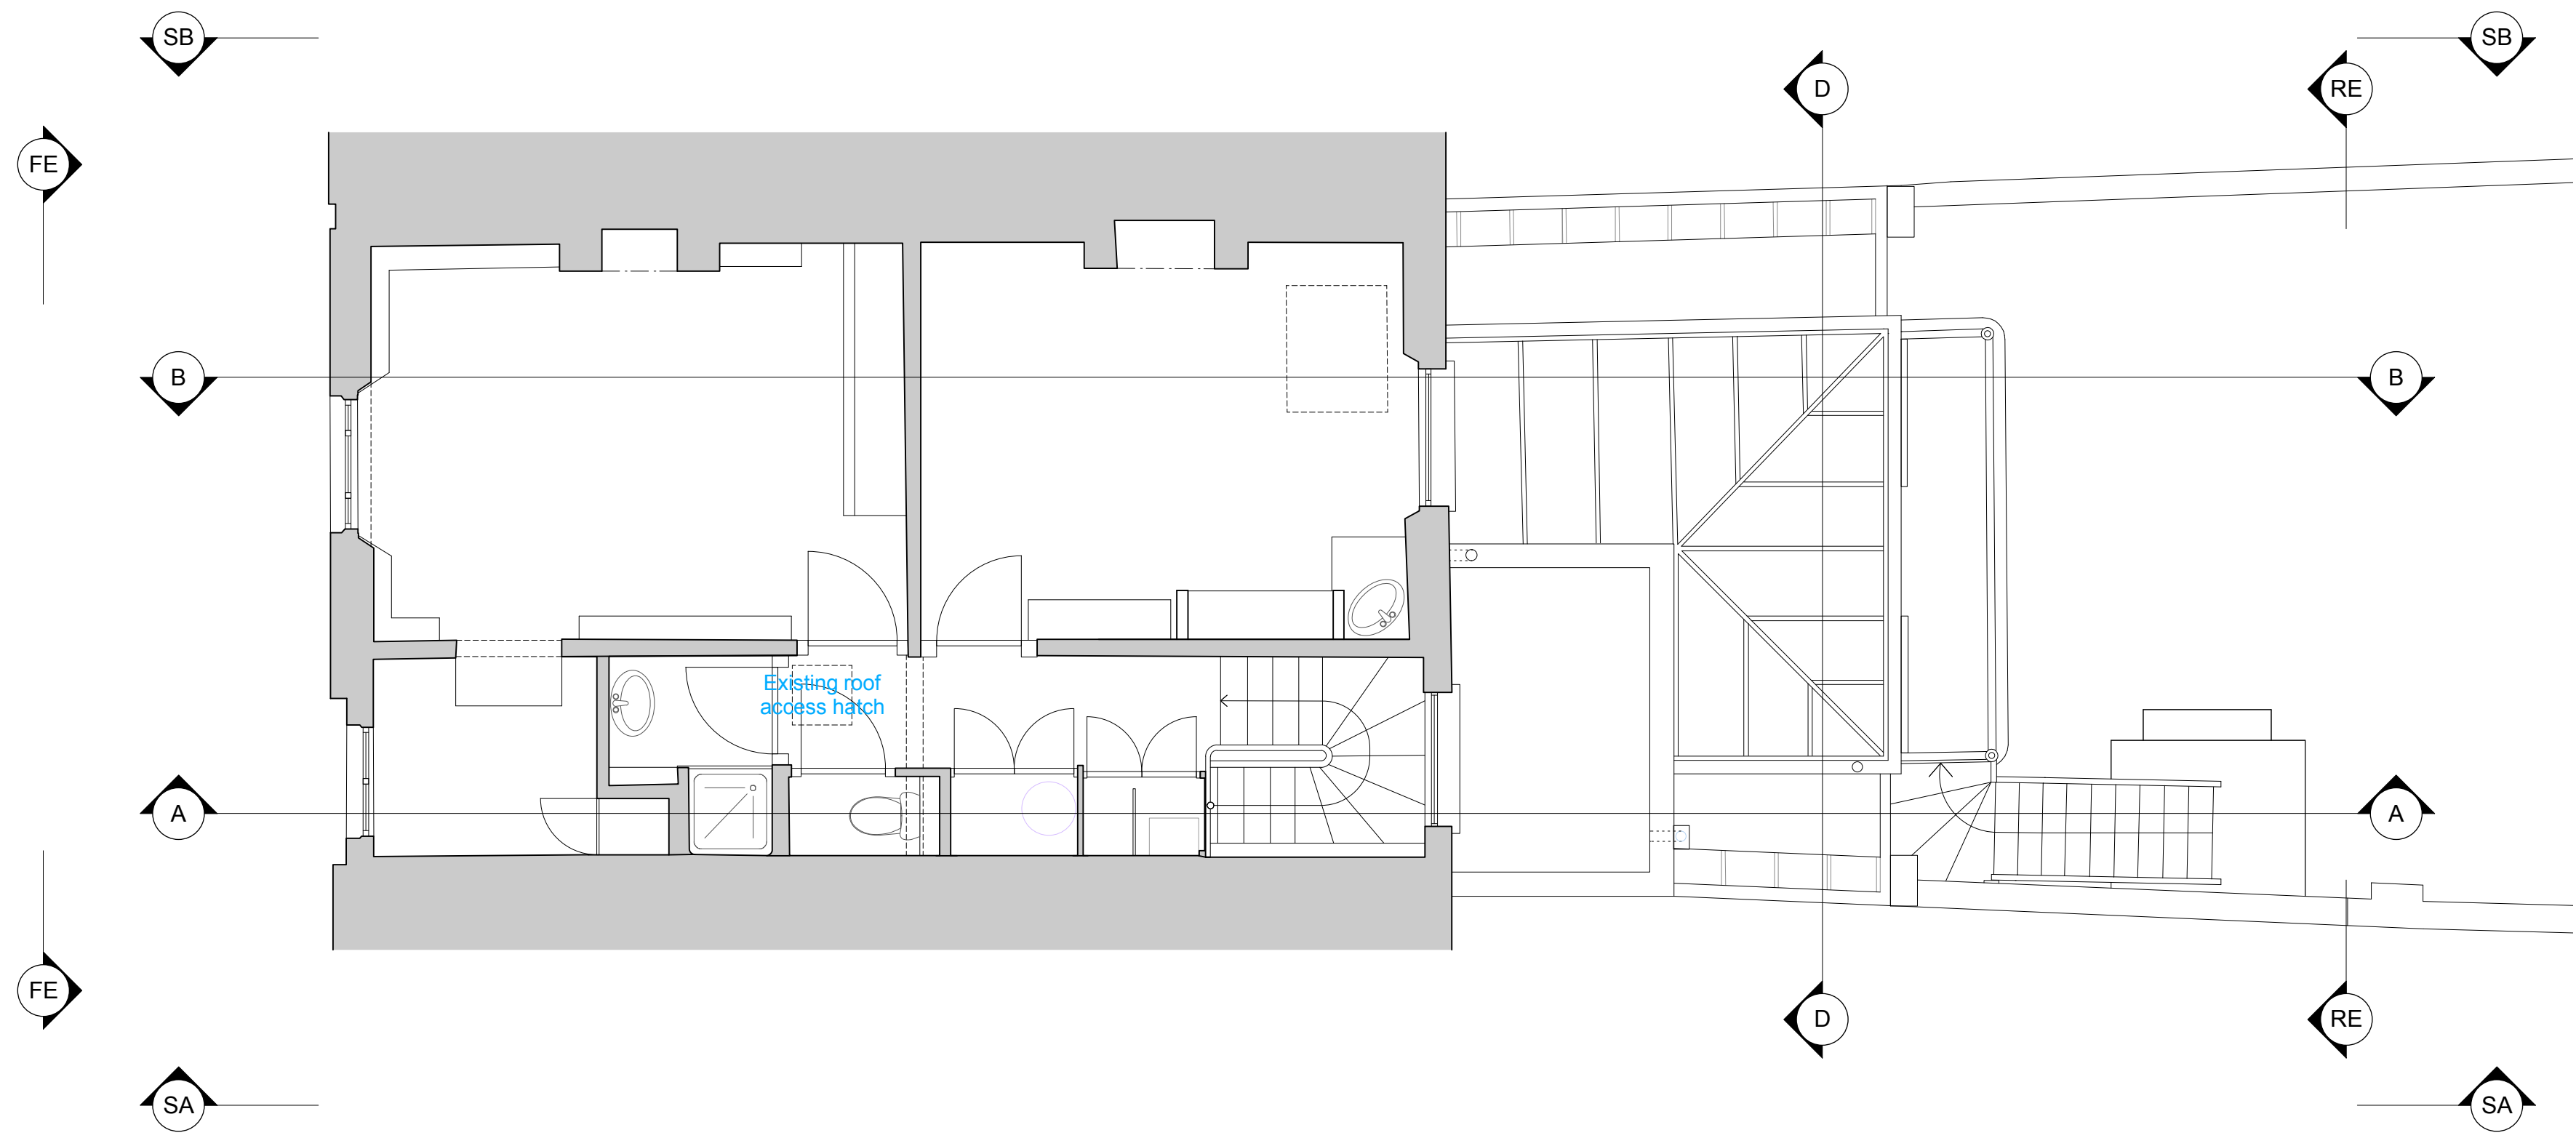 SB
SB
D
RE
FE
B
B
Existing roof
access hatch
A
A
FE
D
RE
SA
SA